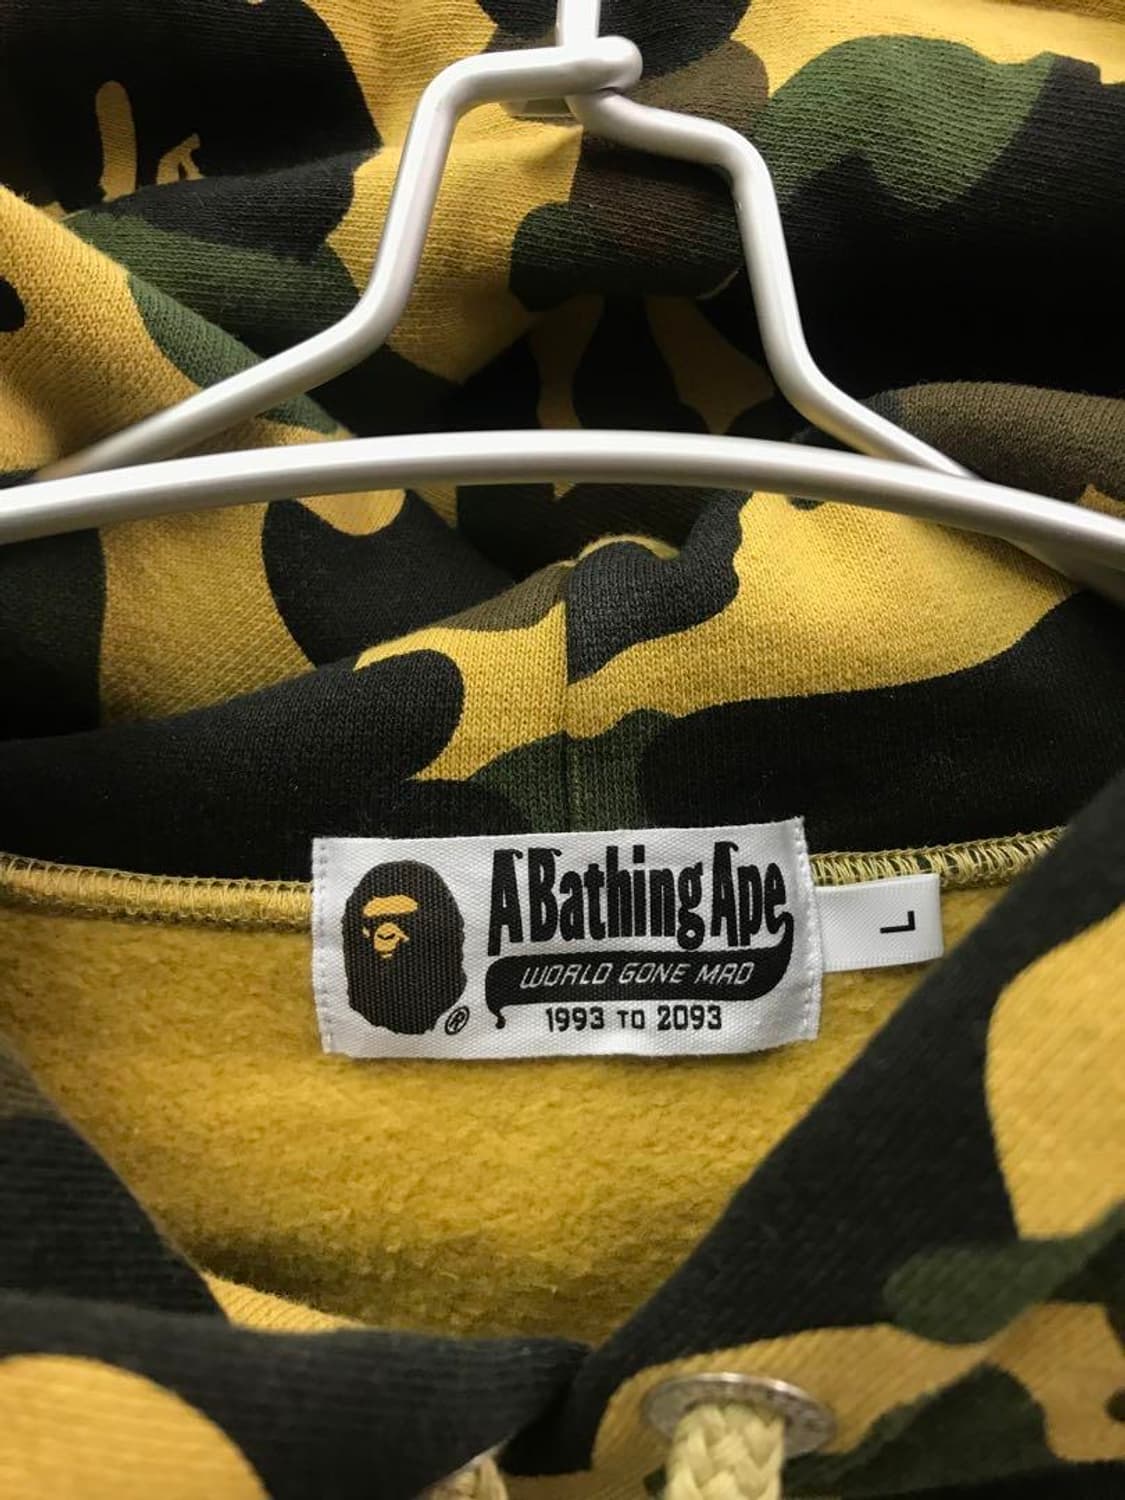 A Bathing Ape
WORLD GONE MAD
1993 TO 2093
®
L